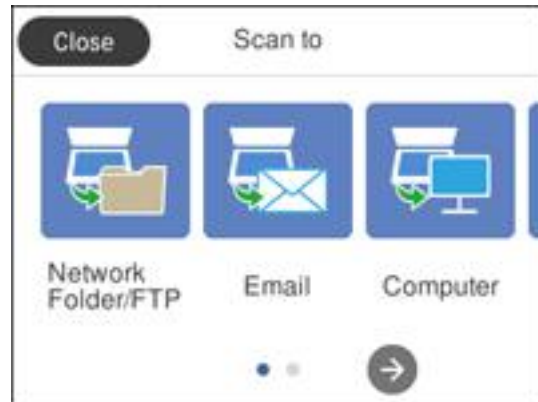 Close
Scan to
Network
Folder/FTP
Email
Computer